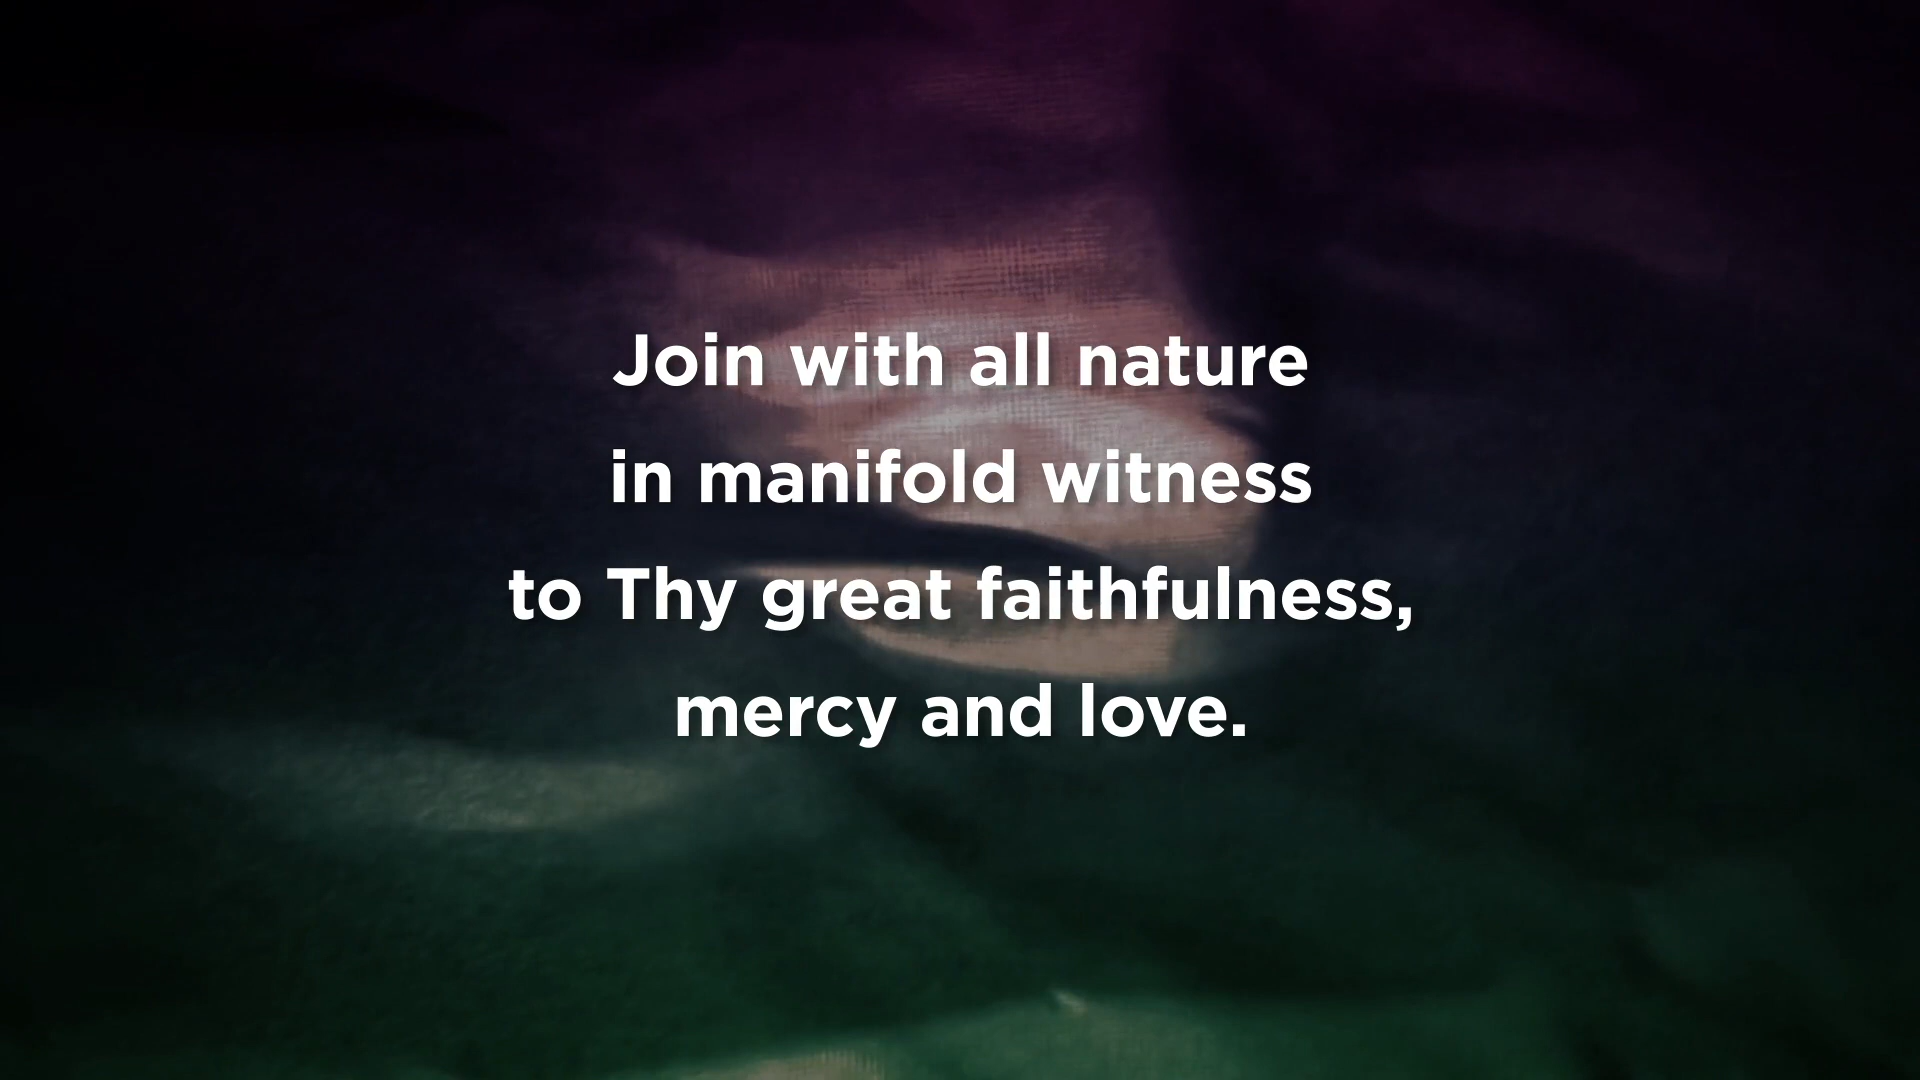 Join with all nature
in manifold witness
to Thy great faithfulness,
mercy and love.